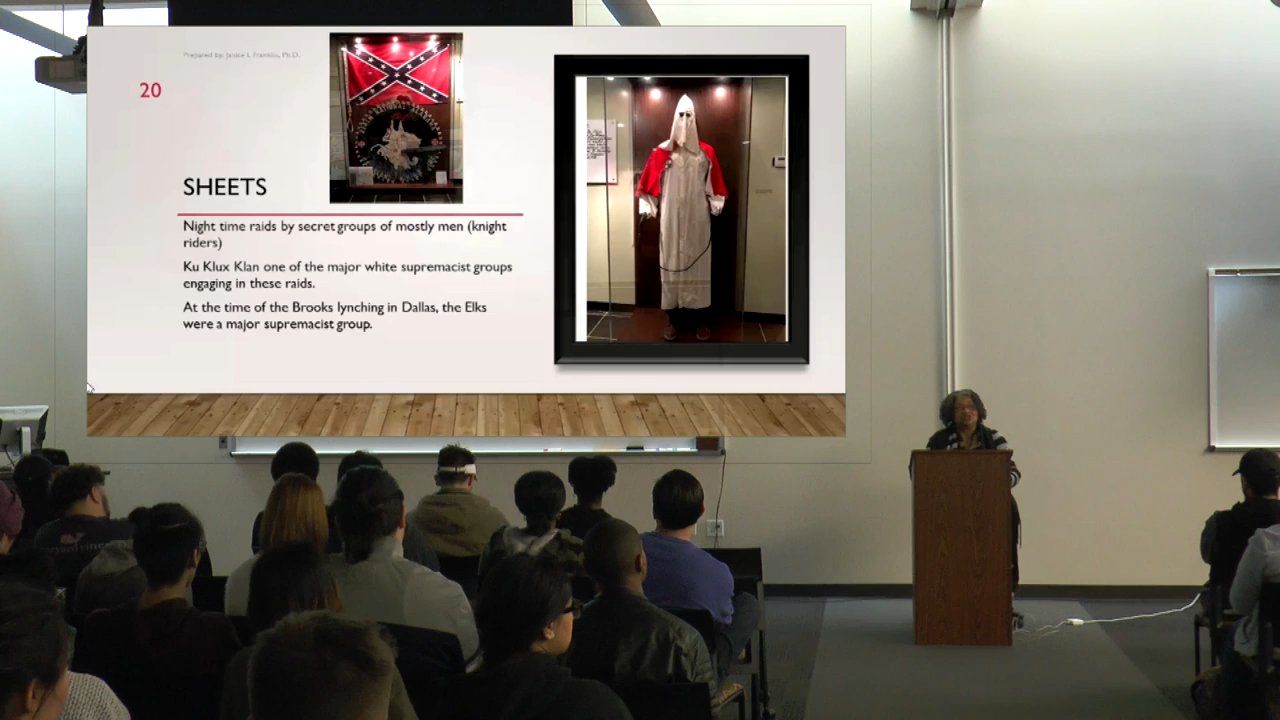 Prepared by: Janice L Franklin, Ph.D.
20
SHEETS
Night time raids by secret groups of mostly men (knight
riders)
Ku Klux Klan one of the major white supremacist groups
engaging in these raids.
At the time of the Brooks lynching in Dallas, the Elks
were a major supremacist group.